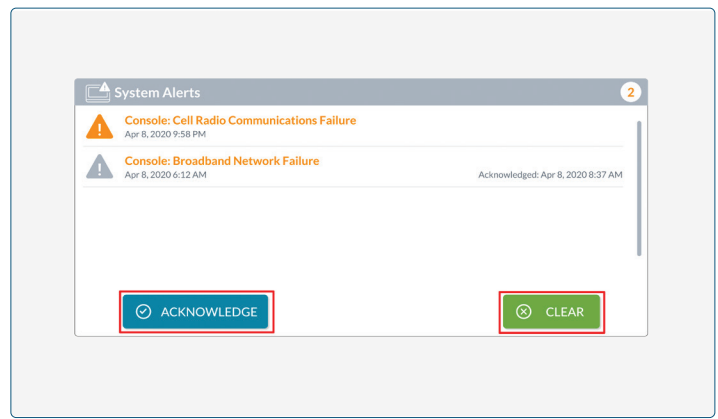 System Alerts
2
Console: Cell Radio Communications Failure
Apr 8, 2020 9:58 PM
Console: Broadband Network Failure
Apr 8, 2020 6:12 AM
Acknowledged: Apr 8, 2020 8:37 AM
ACKNOWLEDGE
CLEAR